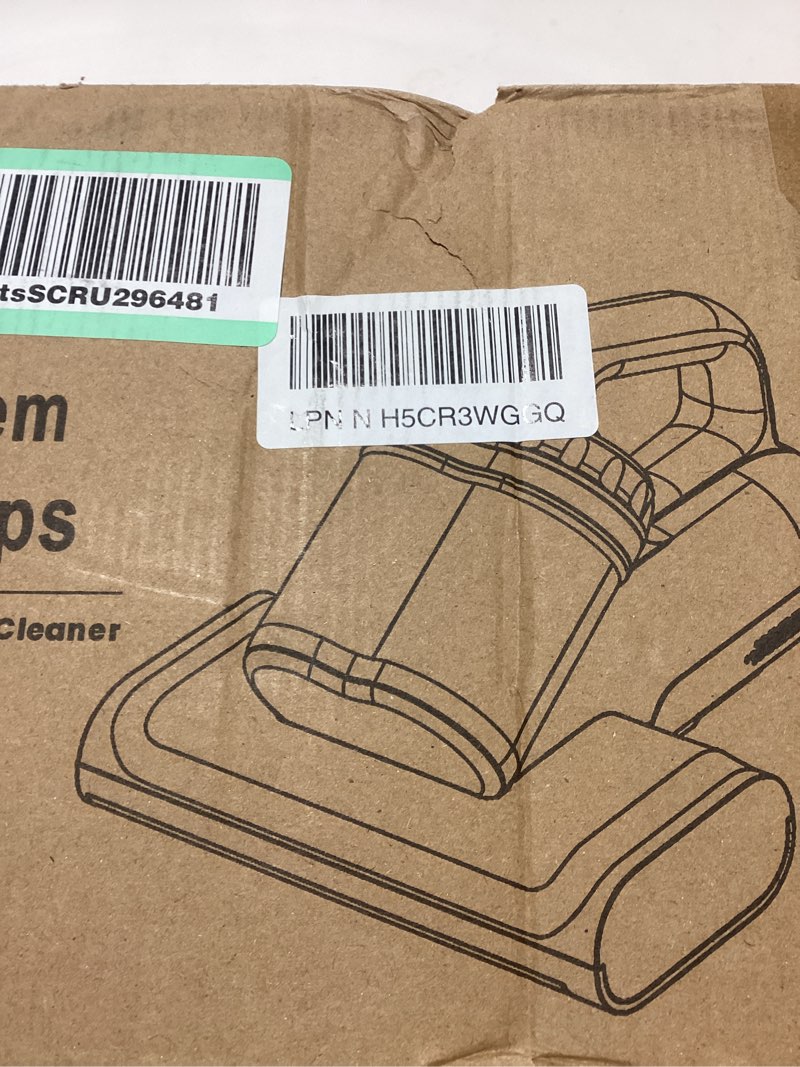 tsSCRU296481
LPN N H5CR3WGGQ
em
ps
Cleaner